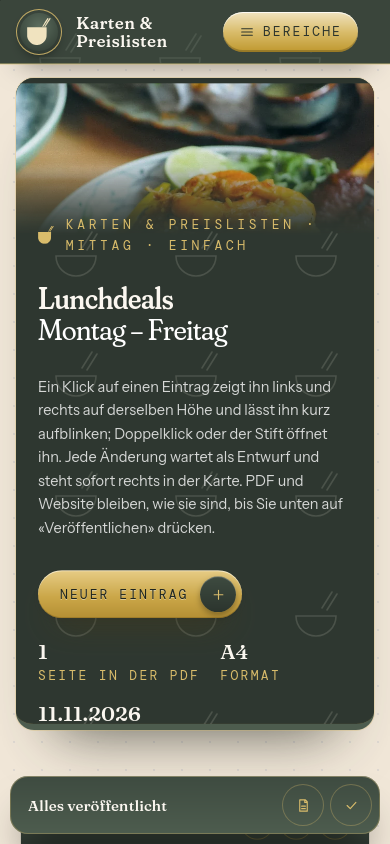 Karten &
Preislisten
BEREICHE
KARTEN & PREISLISTEN ·
MITTAG · EINFACH
Lunchdeals
Montag – Freitag
Ein Klick auf einen Eintrag zeigt ihn links und
rechts auf derselben Höhe und lässt ihn kurz
aufblinken; Doppelklick oder der Stift öffnet
ihn. Jede Änderung wartet als Entwurf und
steht sofort rechts in der Karte. PDF und
Website bleiben, wie sie sind, bis Sie unten auf
«Veröffentlichen» drücken.
NEUER EINTRAG +
1
SEITE IN DER PDF
A4
FORMAT
11.11.2026
Alles veröffentlicht